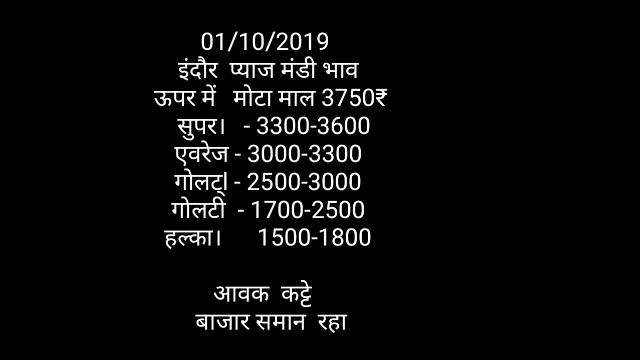 01/10/2019
इंदौर प्याज मंडी भाव
ऊपर में मोटा माल 3750₹
सुपर। - 3300-3600
एवरेज - 3000-3300
गोलट्ा - 2500-3000
गोलटी - 1700-2500
हल्का। 1500-1800
आवक कट्टे
बाजार समान रहा